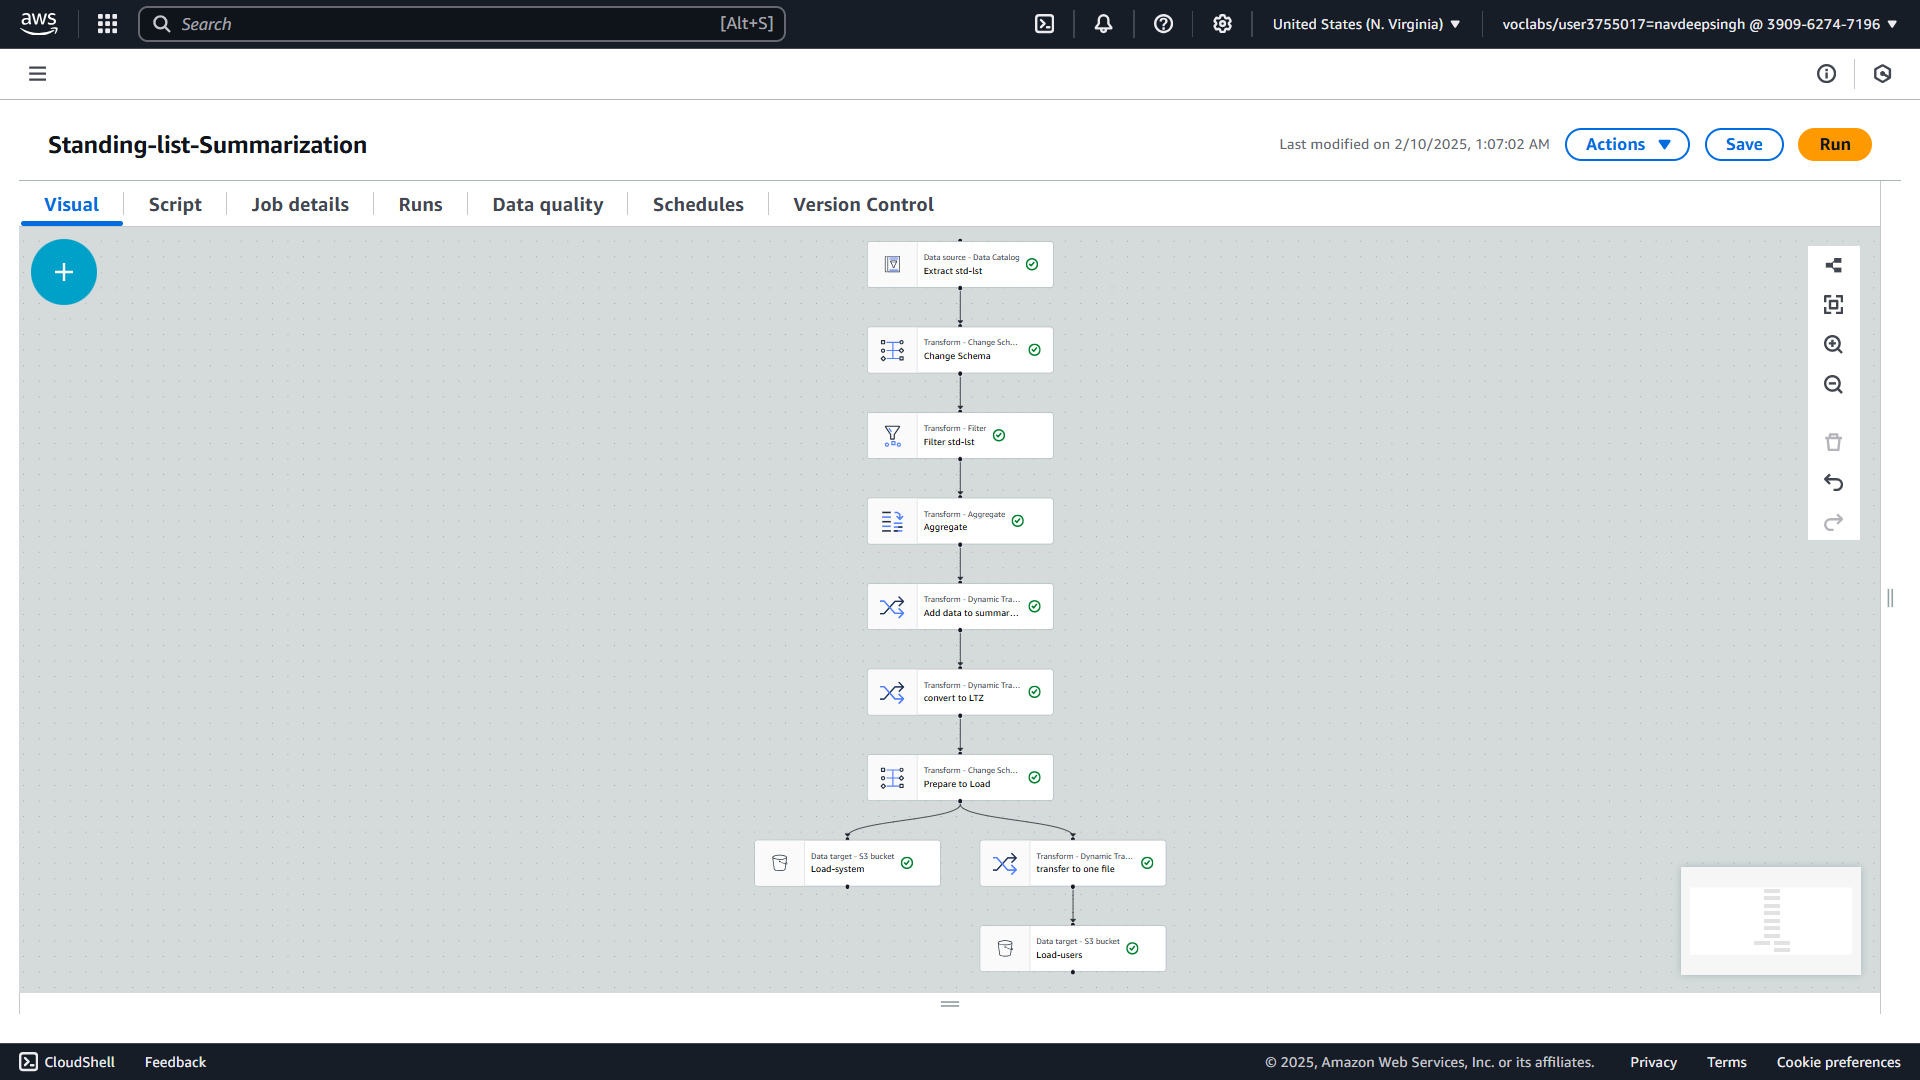 aws
Search [Alt+S]
United States (N. Virginia)
voclabs/user3755017=navdeepsingh @ 3909-6274-7196
Standing-list-Summarization
Last modified on 2/10/2025, 1:07:02 AM
Actions
Save
Run
Visual
Script
Job details
Runs
Data quality
Schedules
Version Control
Data source - Data Catalog
Extract std-lst
Transform - Change Sch...
Change Schema
Transform - Filter
Filter std-lst
Transform - Aggregate
Aggregate
Transform - Dynamic Tra...
Add data to summar...
Transform - Dynamic Tra...
convert to LTZ
Transform - Change Sch...
Prepare to Load
Data target - S3 bucket
Load-system
Transform - Dynamic Tra...
transfer to one file
Data target - S3 bucket
Load-users
CloudShell
Feedback
© 2025, Amazon Web Services, Inc. or its affiliates.
Privacy
Terms
Cookie preferences